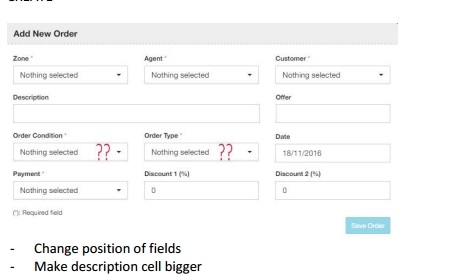 Add New Order
Zone * Agent * Customer *
Nothing selected Nothing selected Nothing selected
Description Offer
Order Condition * Order Type * Date
Nothing selected ?? Nothing selected ?? 18/11/2016
Payment * Discount 1 (%) Discount 2 (%)
Nothing selected 0 0
(*): Required field
Save Order
- Change position of fields
- Make description cell bigger